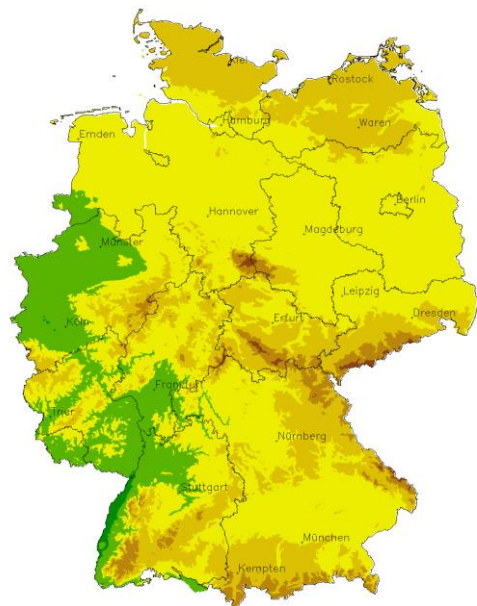 Kiel
Rostock
Hamburg
Waren
Emden
Berlin
Hannover
Magdeburg
Münster
Leipzig
Dresden
Erfurt
Köln
Frankfurt
Trier
Nürnberg
Stuttgart
München
Kempten